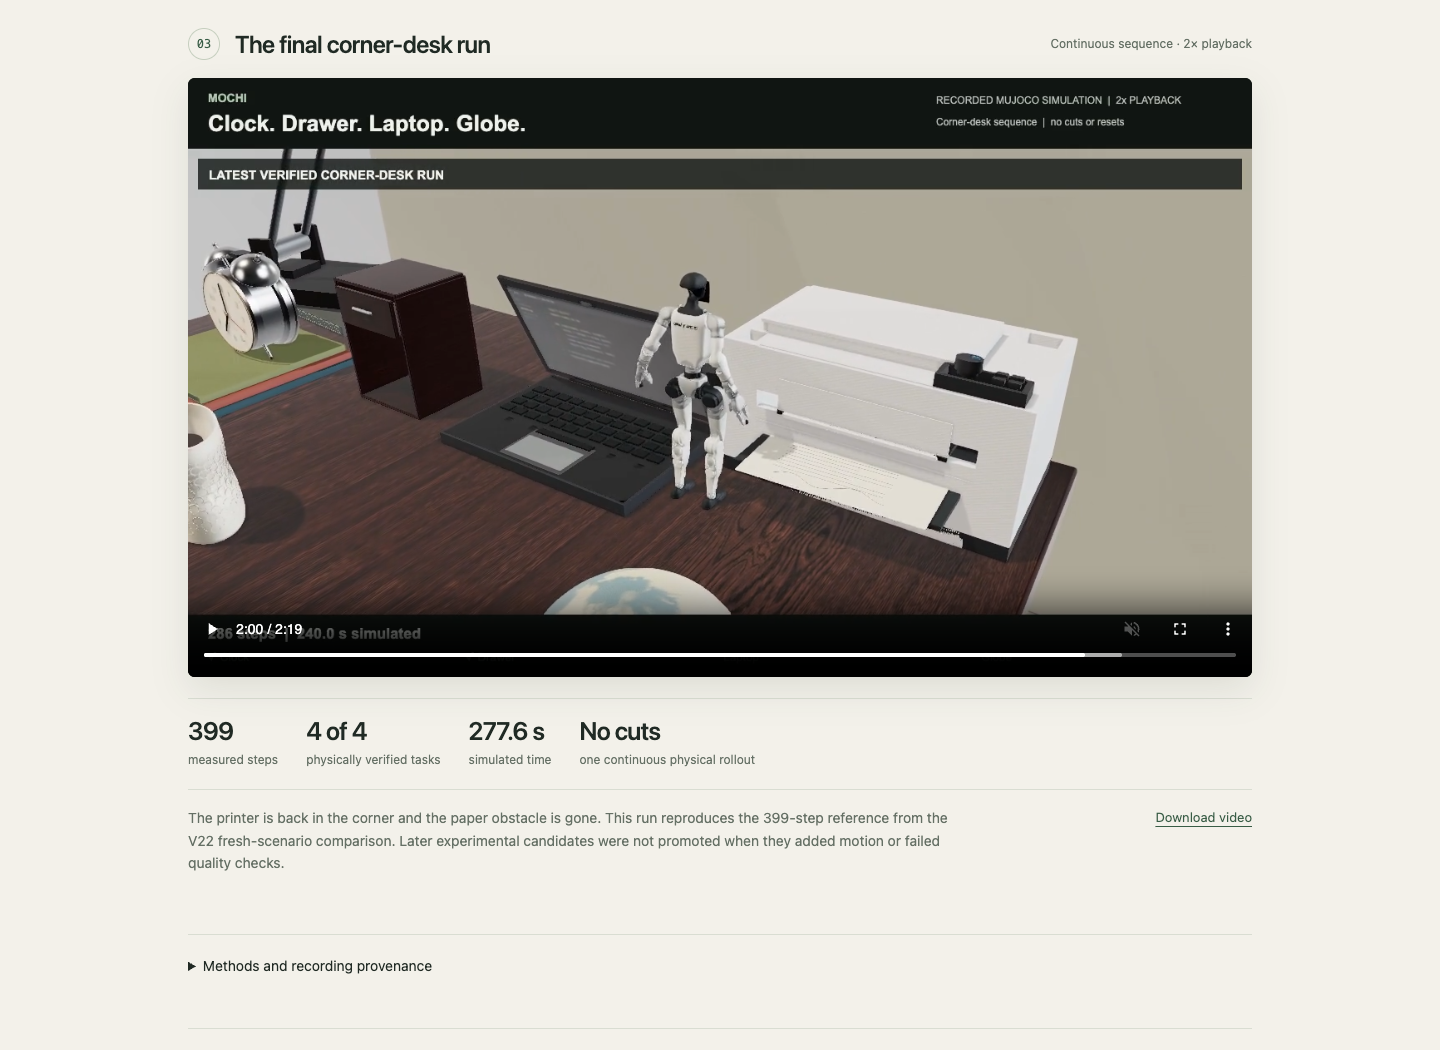 03
The final corner-desk run
Continuous sequence · 2× playback
MOCHI
Clock. Drawer. Laptop. Globe.
RECORDED MUJOCO SIMULATION | 2x PLAYBACK
Corner-desk sequence | no cuts or resets
LATEST VERIFIED CORNER-DESK RUN
2:00 / 2:19
286 steps | 240.0 s simulated
399
measured steps
4 of 4
physically verified tasks
277.6 s
simulated time
No cuts
one continuous physical rollout
The printer is back in the corner and the paper obstacle is gone. This run reproduces the 399-step reference from the
V22 fresh-scenario comparison. Later experimental candidates were not promoted when they added motion or failed
quality checks.
Download video
Methods and recording provenance